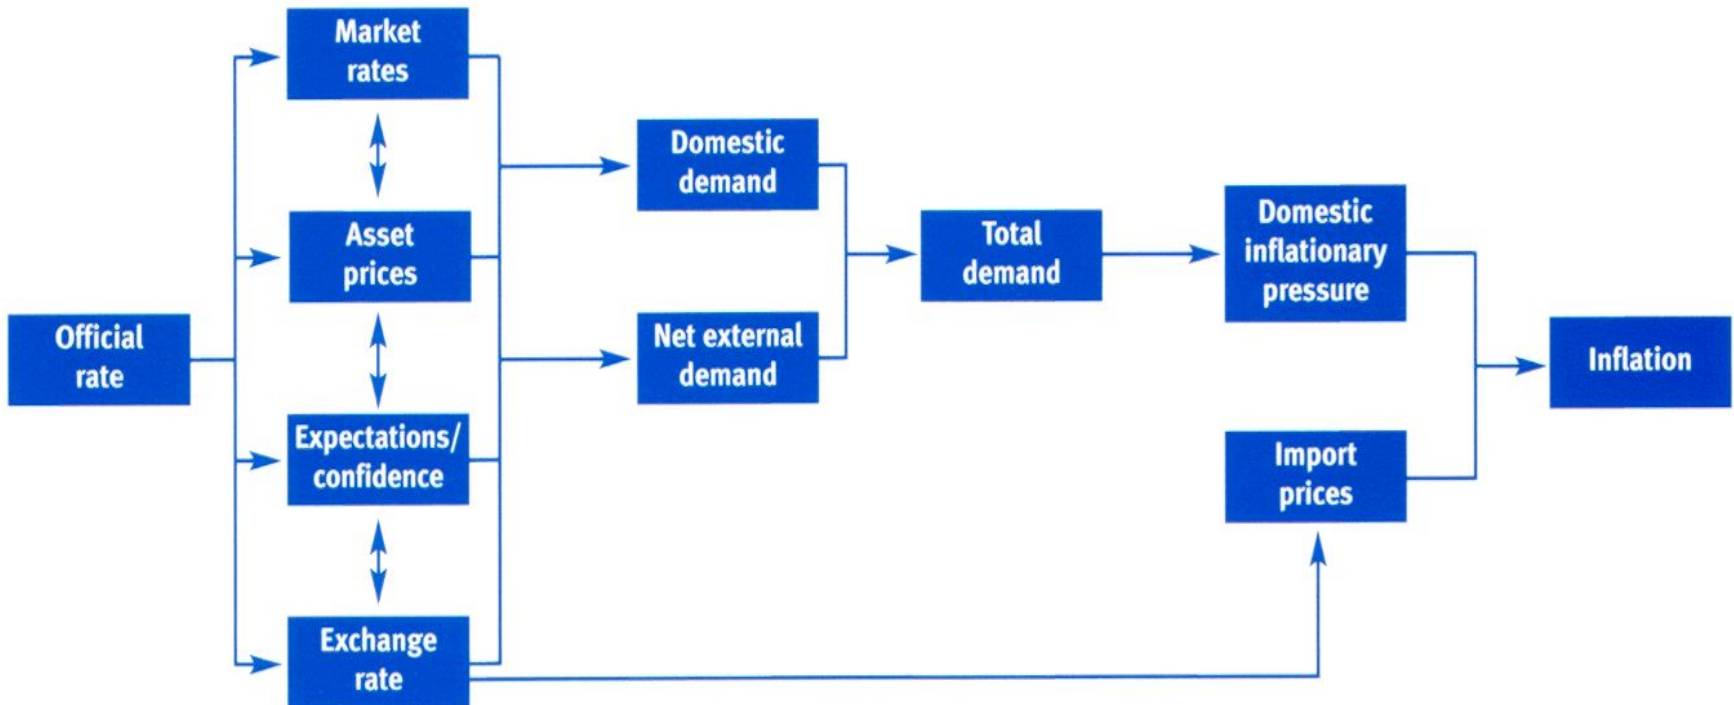 Market
rates
Domestic
demand
Asset
prices
Total
demand
Domestic
inflationary
pressure
Official
rate
Net external
demand
Inflation
Expectations/
confidence
Import
prices
Exchange
rate